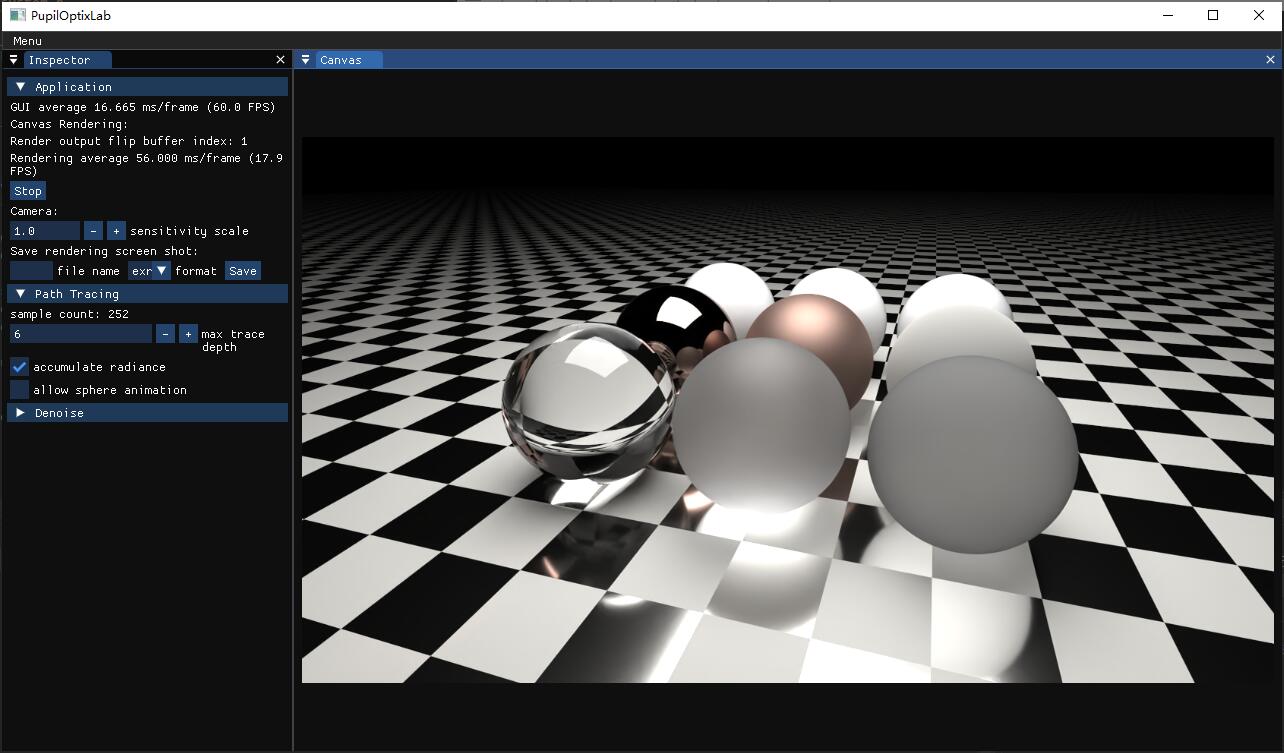 PupilOptixLab
Menu
Inspector
Canvas
Application
GUI average 16.665 ms/frame (60.0 FPS)
Canvas Rendering:
Render output flip buffer index: 1
Rendering average 56.000 ms/frame (17.9
FPS)
Stop
Camera:
1.0 - + sensitivity scale
Save rendering screen shot:
file name exr format Save
Path Tracing
sample count: 252
6 - + max trace
depth
accumulate radiance
allow sphere animation
Denoise